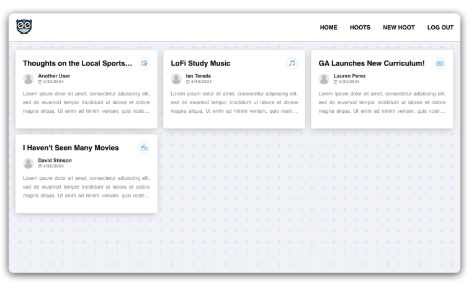 HOME HOOTS NEW HOOT LOG OUT
Thoughts on the Local Sports...
Another User
4/30/2024
Lorem ipsum dolor sit amet, consectetur adipiscing elit,
sed do eiusmod tempor incididunt ut labore et dolore
magna aliqua. Ut enim ad minim veniam, quis nostr...
LoFi Study Music
Ian Terada
4/30/2024
Lorem ipsum dolor sit amet, consectetur adipiscing elit,
sed do eiusmod tempor incididunt ut labore et dolore
magna aliqua. Ut enim ad minim veniam, quis nostr...
GA Launches New Curriculum!
Lauren Perez
4/30/2024
Lorem ipsum dolor sit amet, consectetur adipiscing elit,
sed do eiusmod tempor incididunt ut labore et dolore
magna aliqua. Ut enim ad minim veniam, quis nostr...
I Haven't Seen Many Movies
David Stinson
4/30/2024
Lorem ipsum dolor sit amet, consectetur adipiscing elit,
sed do eiusmod tempor incididunt ut labore et dolore
magna aliqua. Ut enim ad minim veniam, quis nostr...